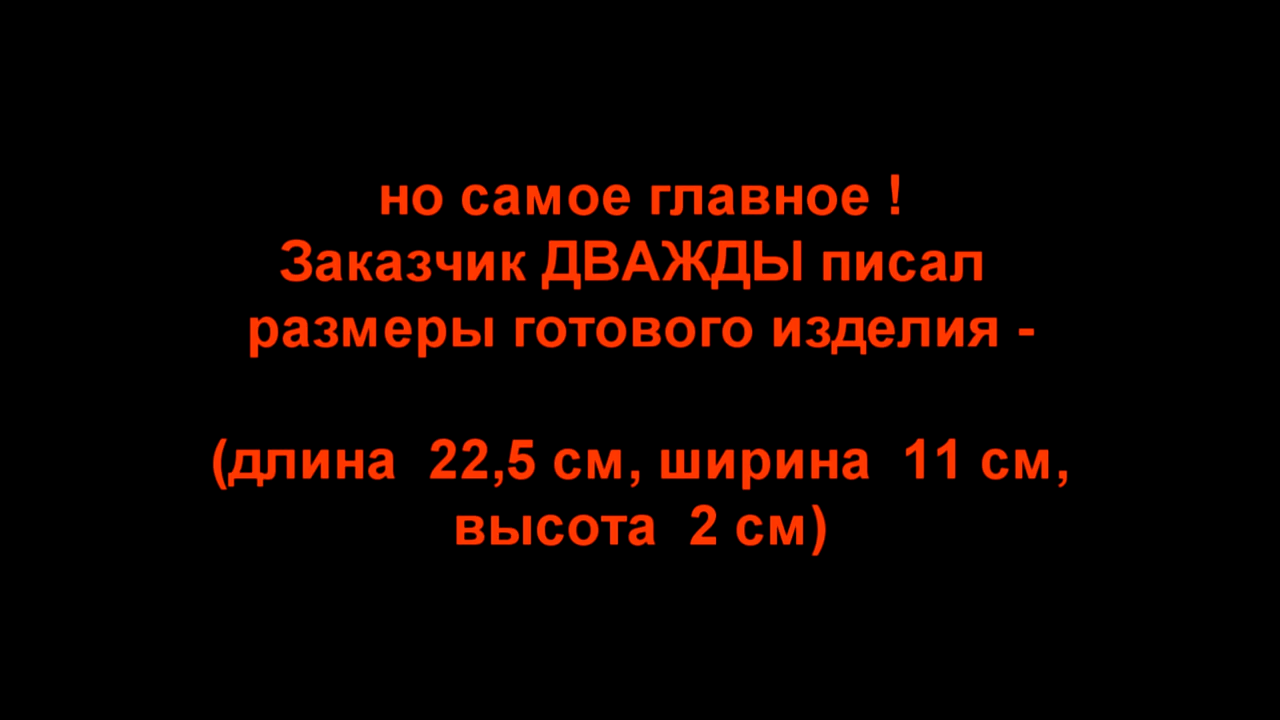 но самое главное !
Заказчик ДВАЖДЫ писал
размеры готового изделия -
(длина 22,5 см, ширина 11 см,
высота 2 см)